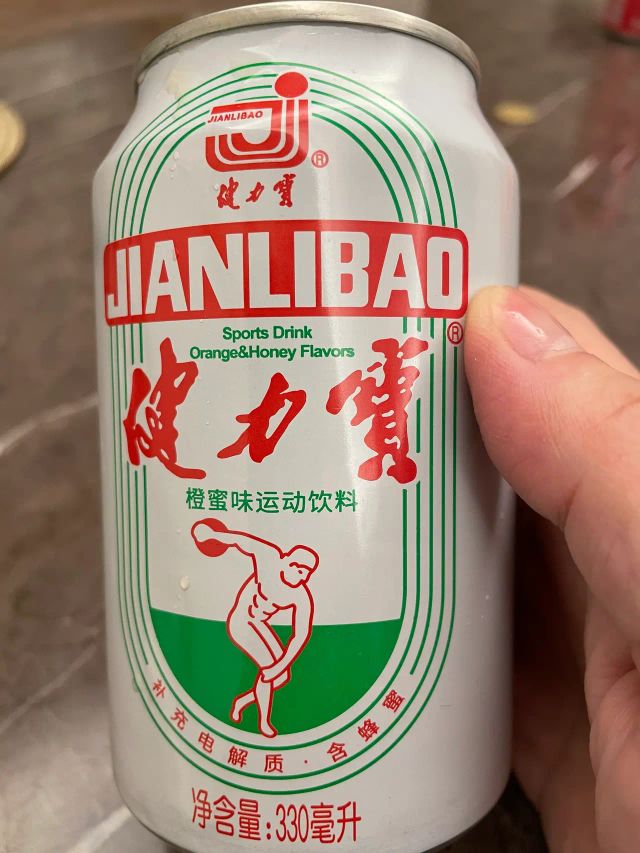 JIANLIBAO
®
健力寶
JIANLIBAO
®
Sports Drink
Orange&Honey Flavors
健力寶
橙蜜味运动饮料
补充电解质·含蜂蜜
净含量:330毫升